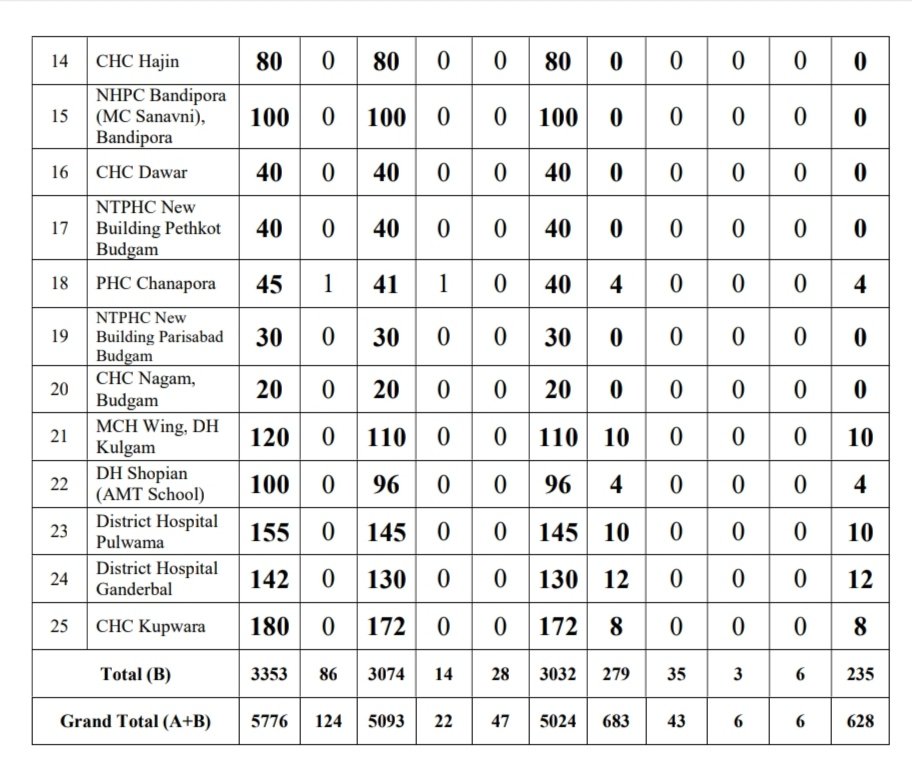 14 CHC Hajin 80 0 80 0 0 80 0 0 0 0 0
NHPC Bandipora
15 (MC Sanavni), 100 0 100 0 0 100 0 0 0 0 0
Bandipora
16 CHC Dawar 40 0 40 0 0 40 0 0 0 0 0
NTPHC New
17 Building Pethkot 40 0 40 0 0 40 0 0 0 0 0
Budgam
18 PHC Chanapora 45 1 41 1 0 40 4 0 0 0 4
NTPHC New
19 Building Parisabad 30 0 30 0 0 30 0 0 0 0 0
Budgam
20 CHC Nagam, 20 0 20 0 0 20 0 0 0 0 0
Budgam
21 MCH Wing, DH 120 0 110 0 0 110 10 0 0 0 10
Kulgam
22 DH Shopian 100 0 96 0 0 96 4 0 0 0 4
(AMT School)
23 District Hospital 155 0 145 0 0 145 10 0 0 0 10
Pulwama
24 District Hospital 142 0 130 0 0 130 12 0 0 0 12
Ganderbal
25 CHC Kupwara 180 0 172 0 0 172 8 0 0 0 8
Total (B) 3353 86 3074 14 28 3032 279 35 3 6 235
Grand Total (A+B) 5776 124 5093 22 47 5024 683 43 6 6 628